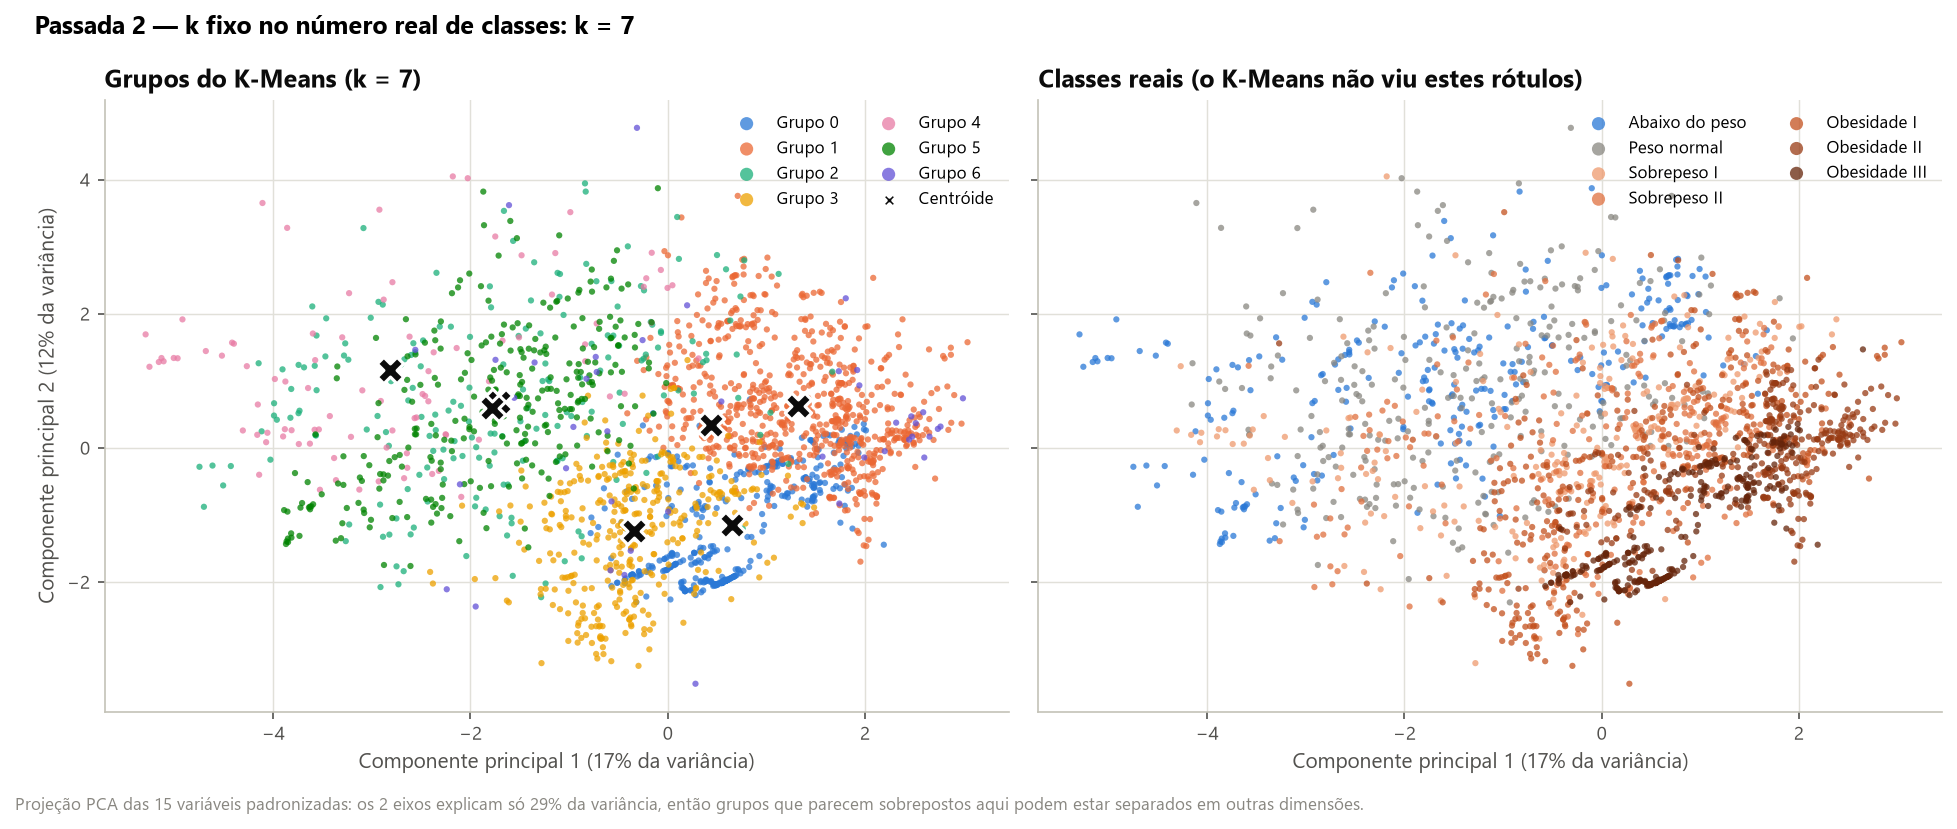 Passada 2 — k fixo no número real de classes: k = 7
Grupos do K-Means (k = 7)
Grupo 0
Grupo 1
Grupo 2
Grupo 3
Grupo 4
Grupo 5
Grupo 6
Centróide
4
2
0
−2
Componente principal 2 (12% da variância)
−4
−2
0
2
Componente principal 1 (17% da variância)
Classes reais (o K-Means não viu estes rótulos)
Abaixo do peso
Peso normal
Sobrepeso I
Sobrepeso II
Obesidade I
Obesidade II
Obesidade III
−4
−2
0
2
Componente principal 1 (17% da variância)
Projeção PCA das 15 variáveis padronizadas: os 2 eixos explicam só 29% da variância, então grupos que parecem sobrepostos aqui podem estar separados em outras dimensões.